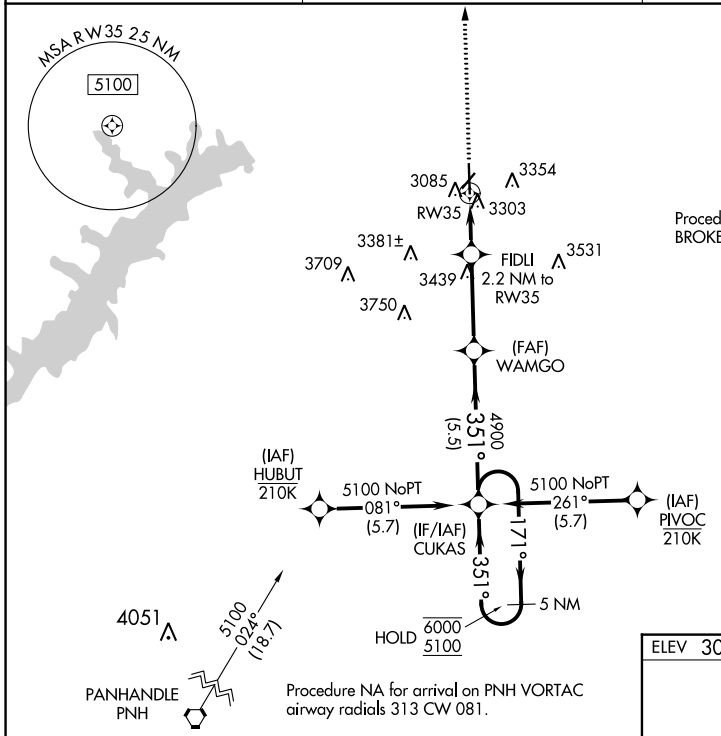 MSA RW35 25 NM
5100
3085
3354
RW35
3303
3381±
3709
3439
FIDLI
2.2 NM to
RW35
3531
3750
Proced
BROKE
(FAF)
WAMGO
351°
4900
(5.5)
(IAF)
HUBUT
210K
5100 NoPT
081°
(5.7)
(IF/IAF)
CUKAS
5100 NoPT
261°
(5.7)
(IAF)
PIVOC
210K
351°
171°
5 NM
HOLD
6000
5100
4051
5100
024°
(18.7)
PANHANDLE
PNH
Procedure NA for arrival on PNH VORTAC
airway radials 313 CW 081.
ELEV 30